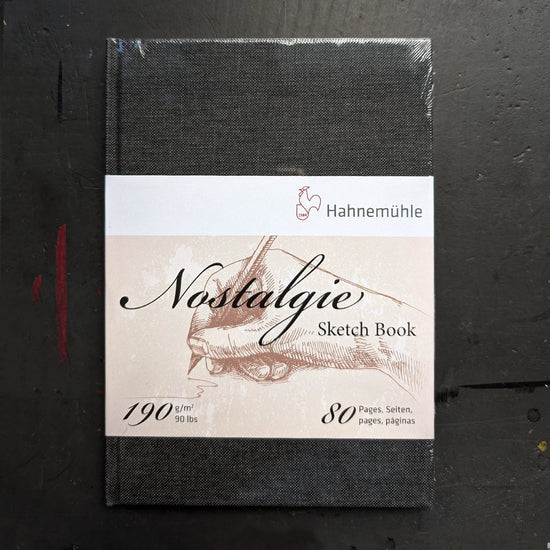 Hahnemühle
Nostalgie
Sketch Book
190 g/m²
90 lbs
80 Pages, Seiten,
pages, páginas